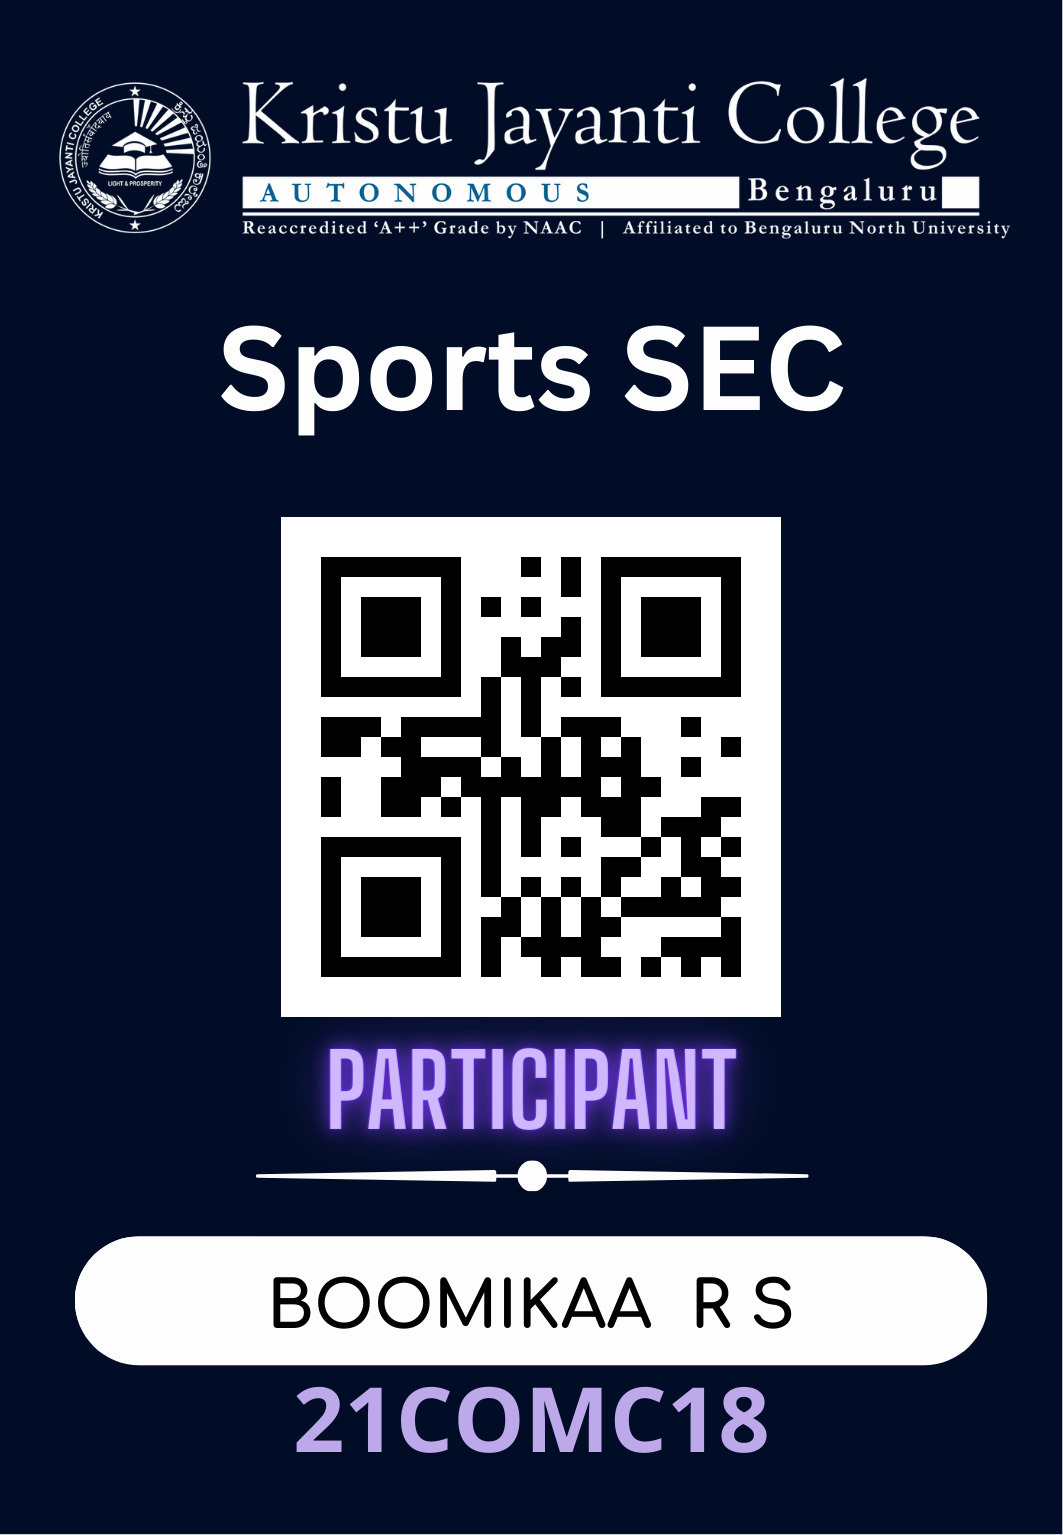 Kristu Jayanti College
AUTONOMOUS Bengaluru
Reaccredited ‘A++’ Grade by NAAC | Affiliated to Bengaluru North University
KRISTU JAYANTI COLLEGE
LIGHT & PROSPERITY
Sports SEC
PARTICIPANT
BOOMIKAA R S
21COMC18